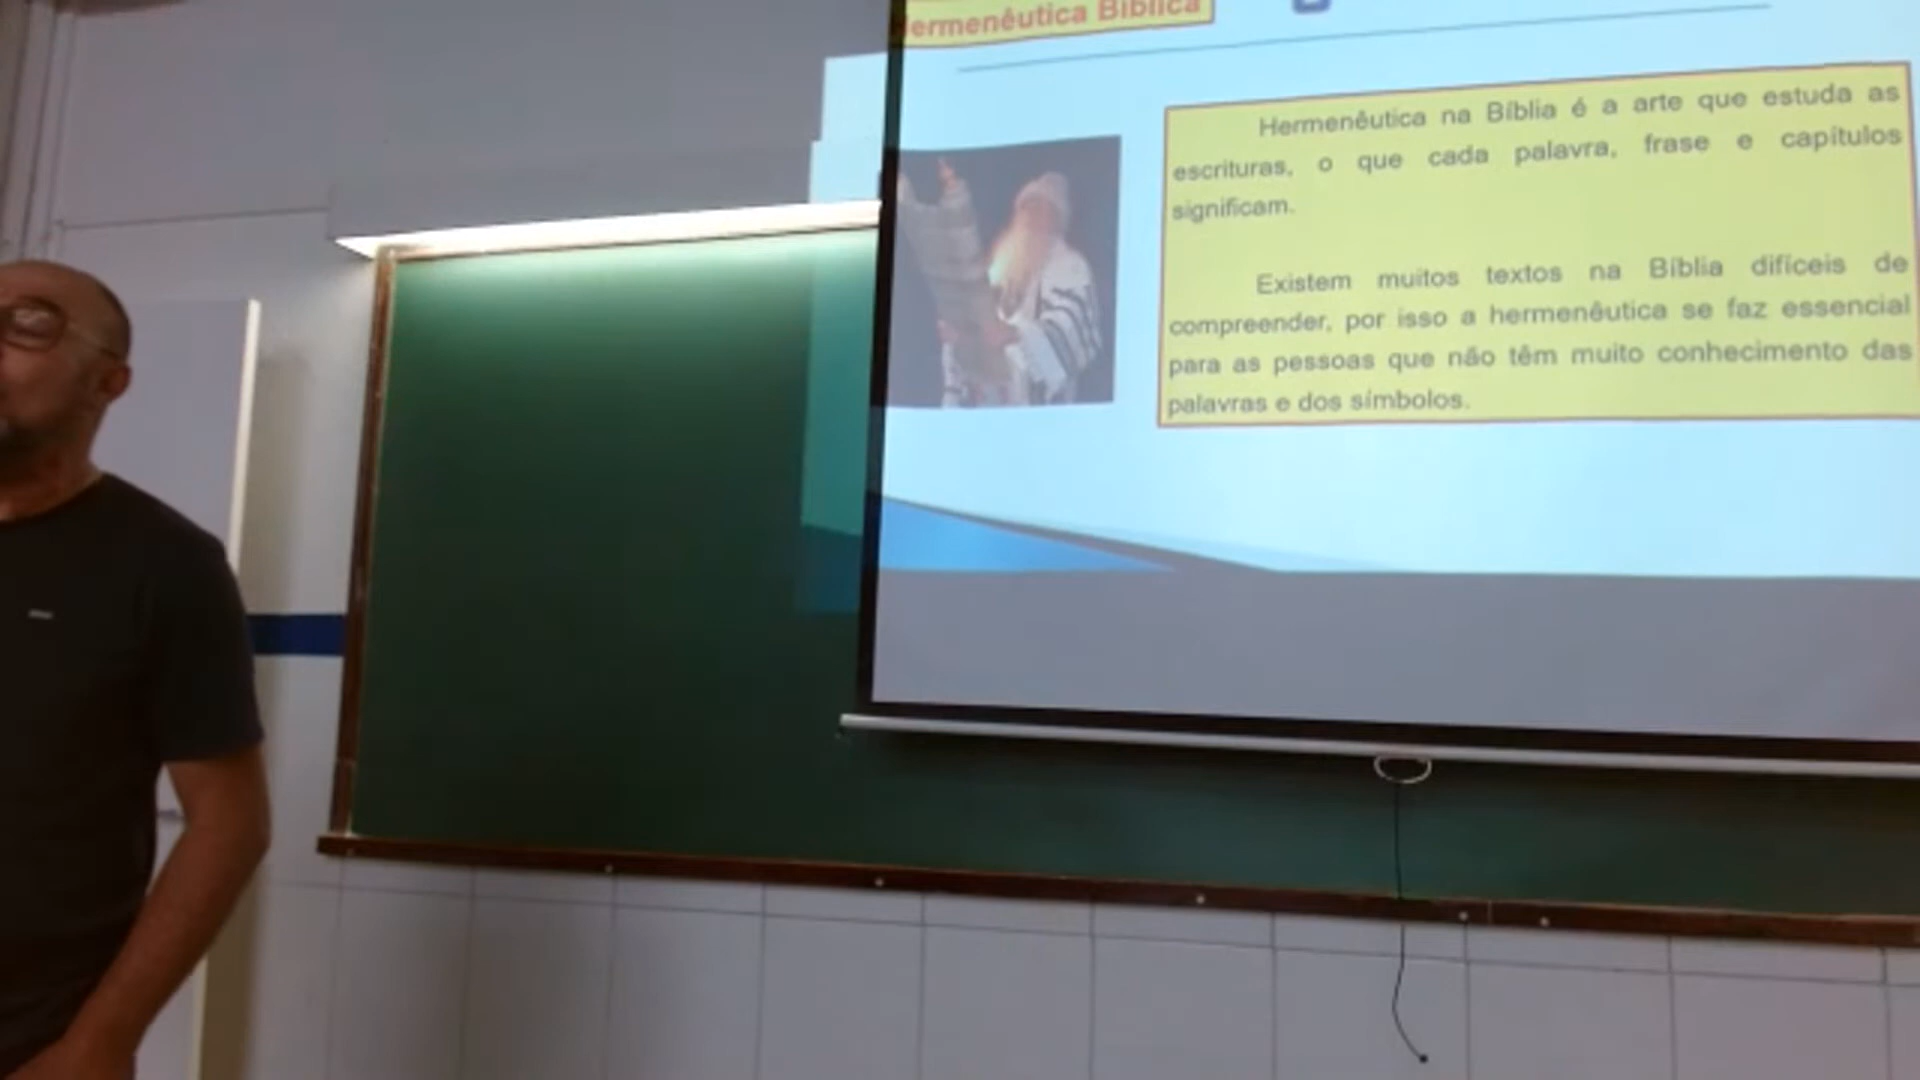 Hermenêutica Bíblica
Hermenêutica na Bíblia é a arte que estuda as
escrituras, o que cada palavra, frase e capítulos
significam.
Existem muitos textos na Bíblia difíceis de
compreender, por isso a hermenêutica se faz essencial
para as pessoas que não têm muito conhecimento das
palavras e dos símbolos.